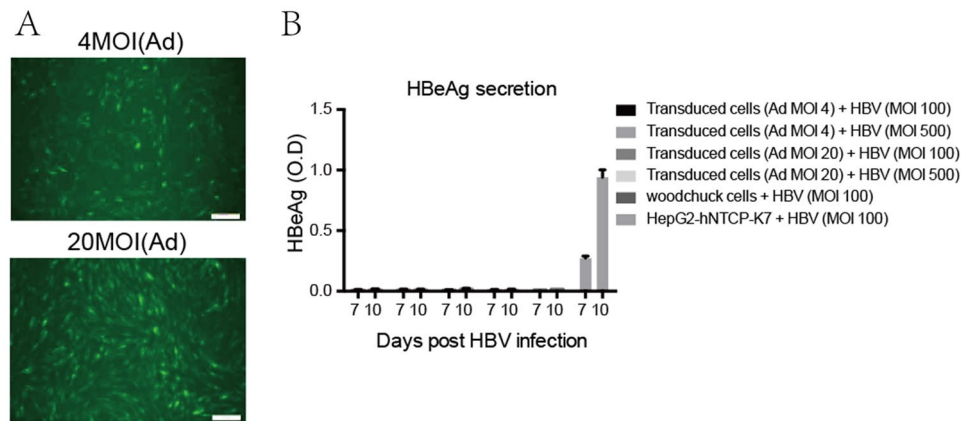 A
4MOI(Ad)
20MOI(Ad)
B
HBeAg secretion
HBeAg (O.D)
1.5
1.0
0.5
0.0
7 10 7 10 7 10 7 10 7 10 7 10
Days post HBV infection
Transduced cells (Ad MOI 4) + HBV (MOI 100)
Transduced cells (Ad MOI 4) + HBV (MOI 500)
Transduced cells (Ad MOI 20) + HBV (MOI 100)
Transduced cells (Ad MOI 20) + HBV (MOI 500)
woodchuck cells + HBV (MOI 100)
HepG2-hNTCP-K7 + HBV (MOI 100)